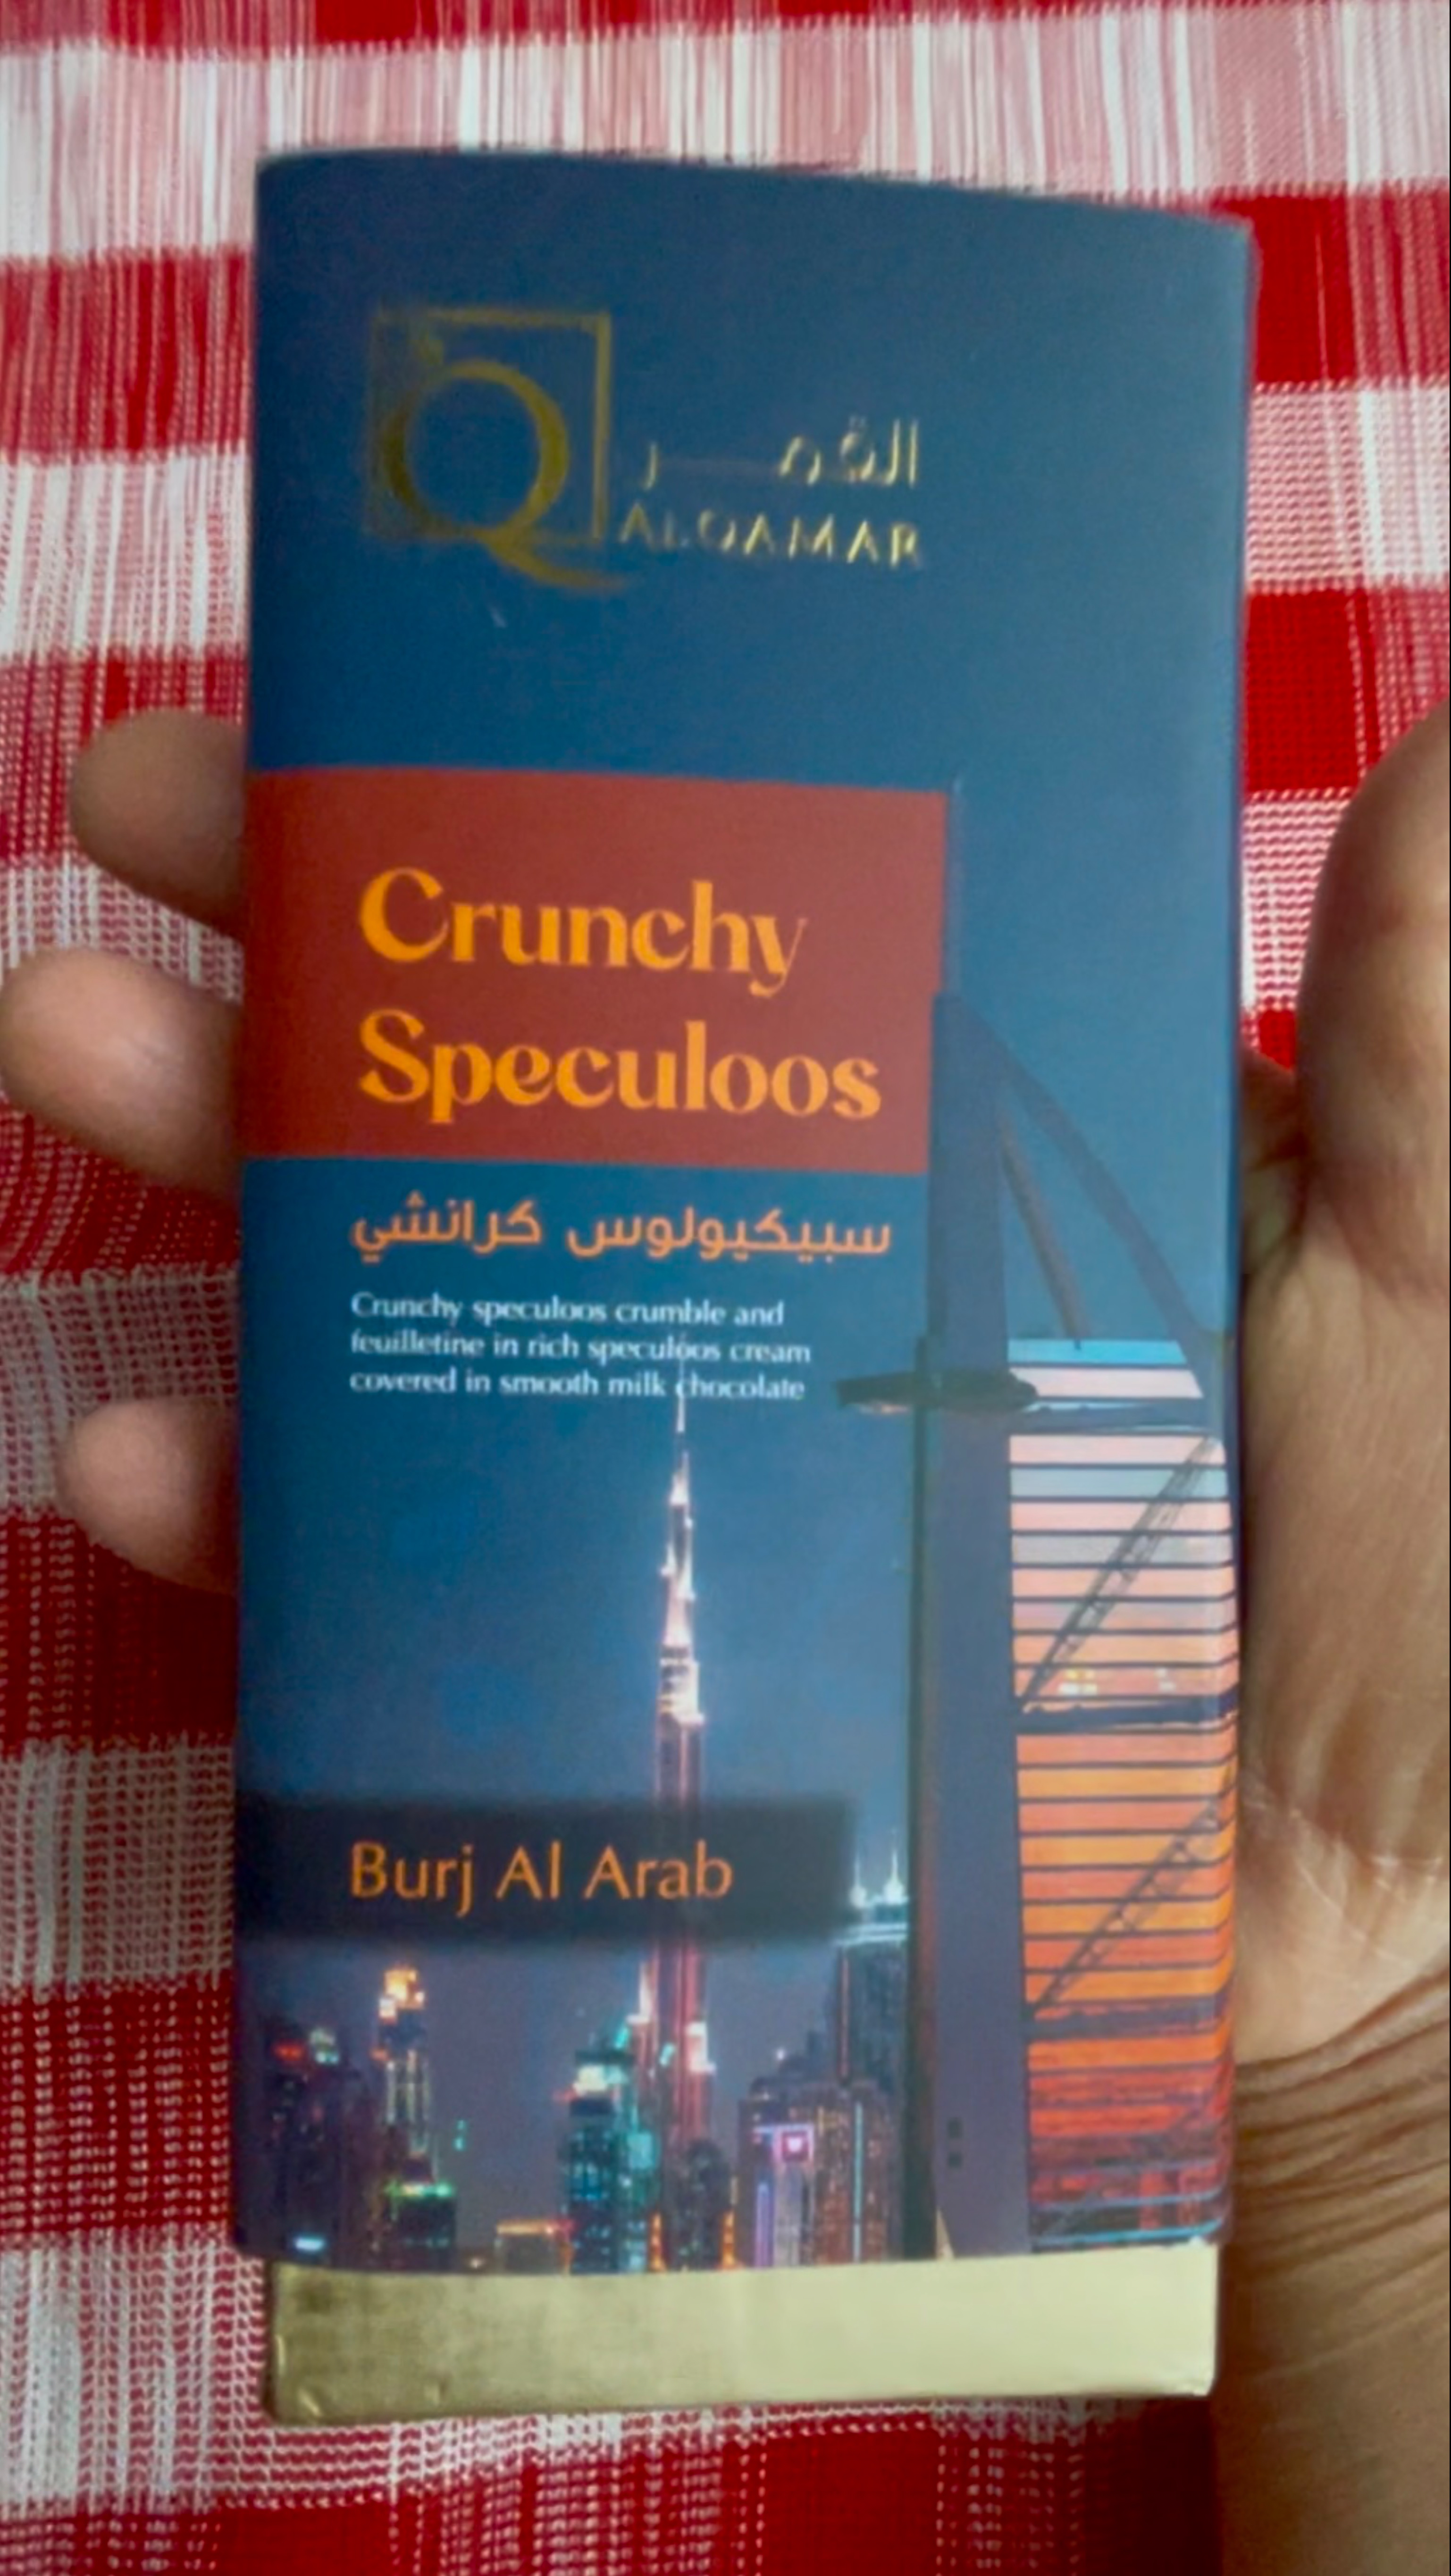 Q
القمـــر
ALQAMAR
Crunchy
Speculoos
سبيكيولوس كرانشي
Crunchy speculoos crumble and
feuilletine in rich speculoos cream
covered in smooth milk chocolate
Burj Al Arab